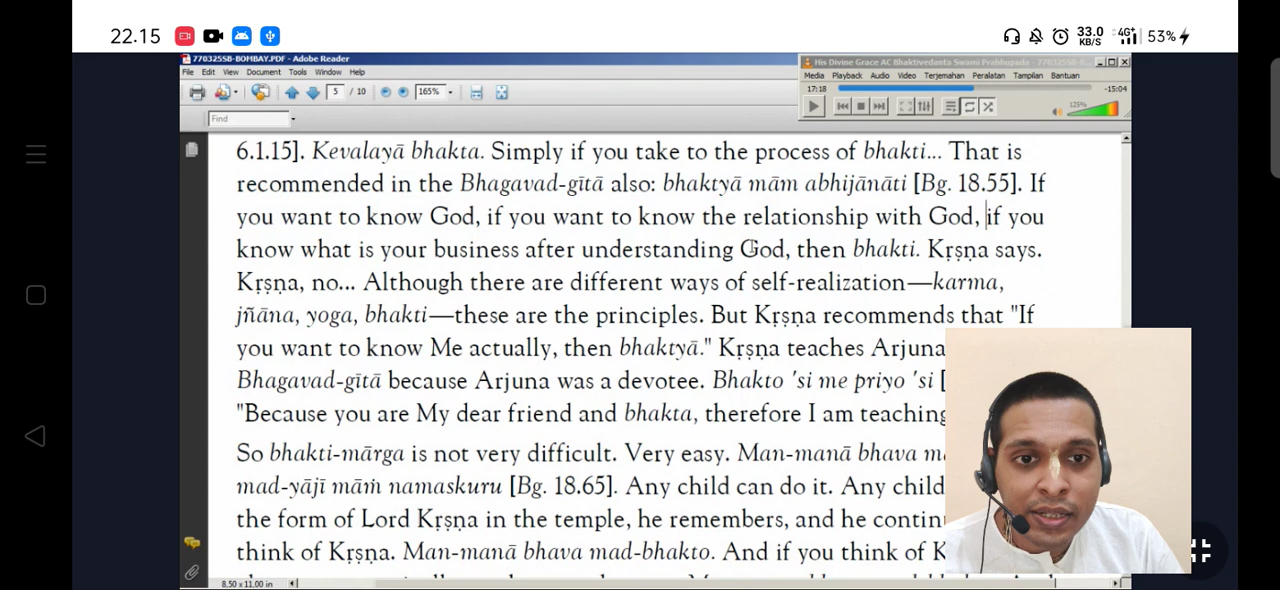 22.15
33.0
KB/S
4G+
53%
770325SB-BOMBAY.PDF - Adobe Reader
File Edit View Document Tools Window Help
5 / 10
165%
Find
His Divine Grace AC Bhaktivedanta Swami Prabhupada - 770325SB-
Media Playback Audio Video Terjemahan Peralatan Tampilan Bantuan
17:18
-15:04
125%
6.1.15]. Kevalayā bhakta. Simply if you take to the process of bhakti... That is
recommended in the Bhagavad-gītā also: bhaktyā mām abhijānāti [Bg. 18.55]. If
you want to know God, if you want to know the relationship with God, if you
know what is your business after understanding God, then bhakti. Kṛṣṇa says.
Kṛṣṇa, no... Although there are different ways of self-realization—karma,
jñāna, yoga, bhakti—these are the principles. But Kṛṣṇa recommends that "If
you want to know Me actually, then bhaktyā." Kṛṣṇa teaches Arjuna
Bhagavad-gītā because Arjuna was a devotee. Bhakto 'si me priyo 'si [
"Because you are My dear friend and bhakta, therefore I am teaching
So bhakti-mārga is not very difficult. Very easy. Man-manā bhava m
mad-yājī māṁ namaskuru [Bg. 18.65]. Any child can do it. Any child
the form of Lord Kṛṣṇa in the temple, he remembers, and he contin
think of Kṛṣṇa. Man-manā bhava mad-bhakto. And if you think of K
8,50 x 11,00 in